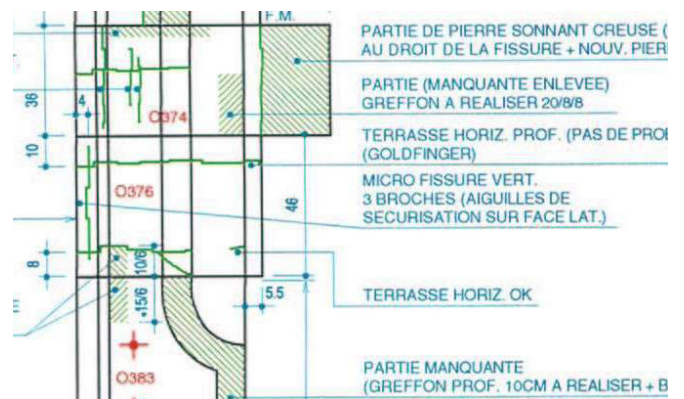 F.M.
PARTIE DE PIERRE SONNANT CREUSE (
AU DROIT DE LA FISSURE + NOUV. PIER
PARTIE (MANQUANTE ENLEVEE)
GREFFON A REALISER 20/8/8
36
4
O374
TERRASSE HORIZ. PROF. (PAS DE PROB
(GOLDFINGER)
10
MICRO FISSURE VERT.
3 BROCHES (AIGUILLES DE
SECURISATION SUR FACE LAT.)
O376
46
8
10/6
15/6
5.5
TERRASSE HORIZ. OK
O383
PARTIE MANQUANTE
(GREFFON PROF. 10CM A REALISER + B